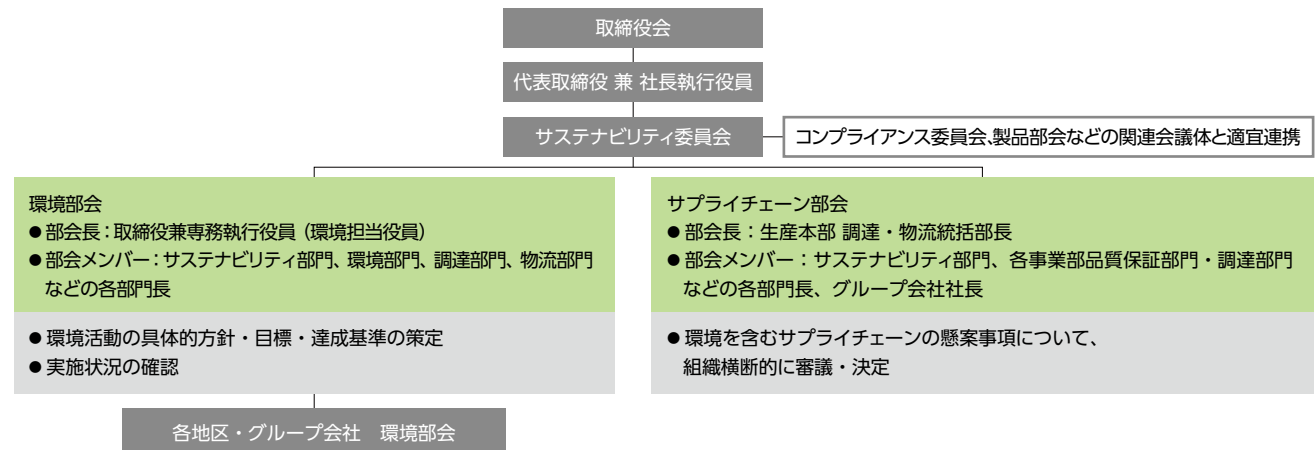 取締役会
代表取締役 兼 社長執行役員
サステナビリティ委員会
コンプライアンス委員会、製品部会などの関連会議体と適宜連携
環境部会
●部会長：取締役兼専務執行役員（環境担当役員）
●部会メンバー：サステナビリティ部門、環境部門、調達部門、物流部門
などの各部門長
●環境活動の具体的方針・目標・達成基準の策定
●実施状況の確認
各地区・グループ会社　環境部会
サプライチェーン部会
●部会長：生産本部 調達・物流統括部長
●部会メンバー：サステナビリティ部門、各事業部品質保証部門・調達部門
などの各部門長、グループ会社社長
●環境を含むサプライチェーンの懸案事項について、
組織横断的に審議・決定